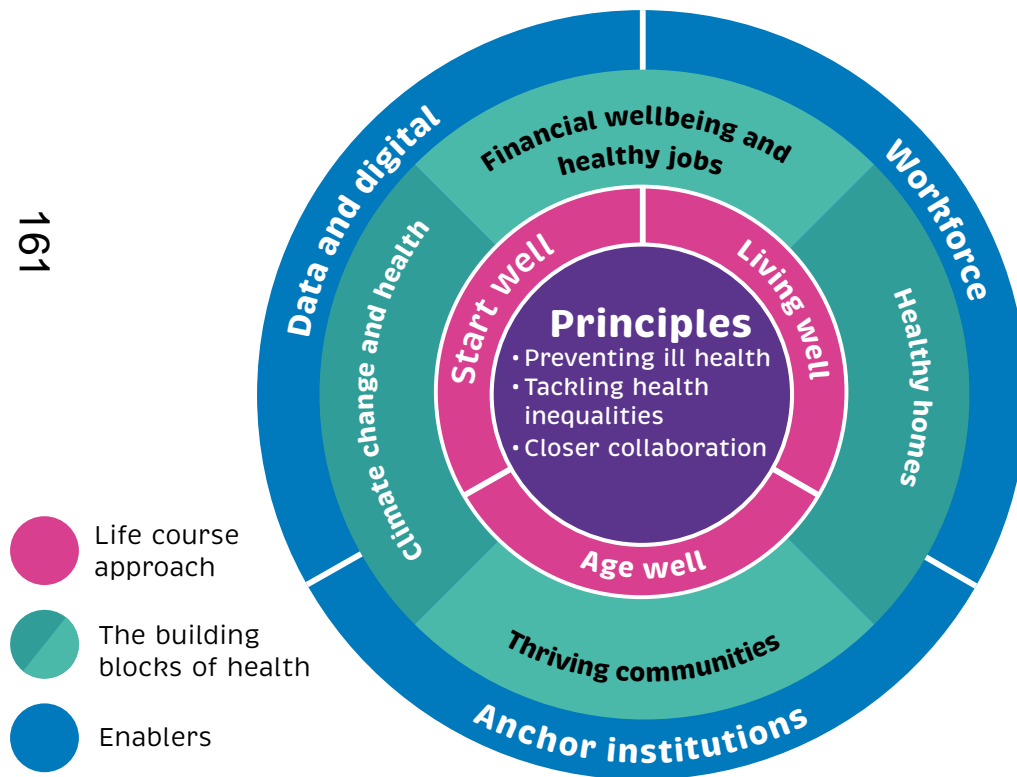 161
Data and digital
Workforce
Anchor institutions
Financial wellbeing and
healthy jobs
Healthy homes
Thriving communities
Climate change and health
Start well
Living well
Age well
Principles
• Preventing ill health
• Tackling health
inequalities
• Closer collaboration
Life course
approach
The building
blocks of health
Enablers